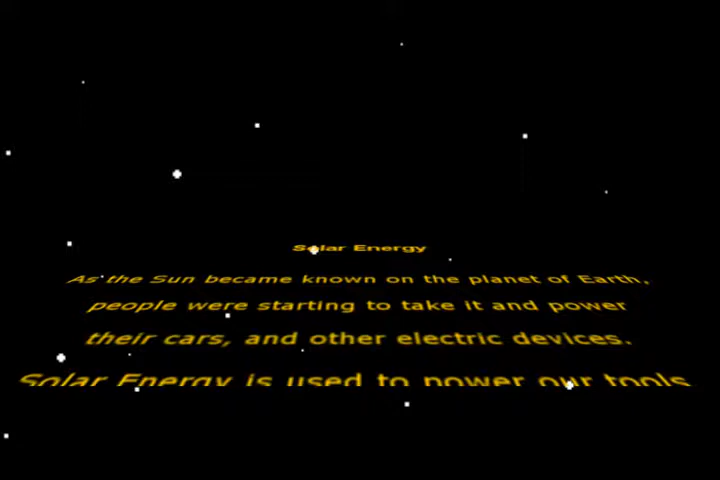 Solar Energy
As the Sun became known on the planet of Earth,
people were starting to take it and power
their cars, and other electric devices.
Solar Energy is used to power our tools